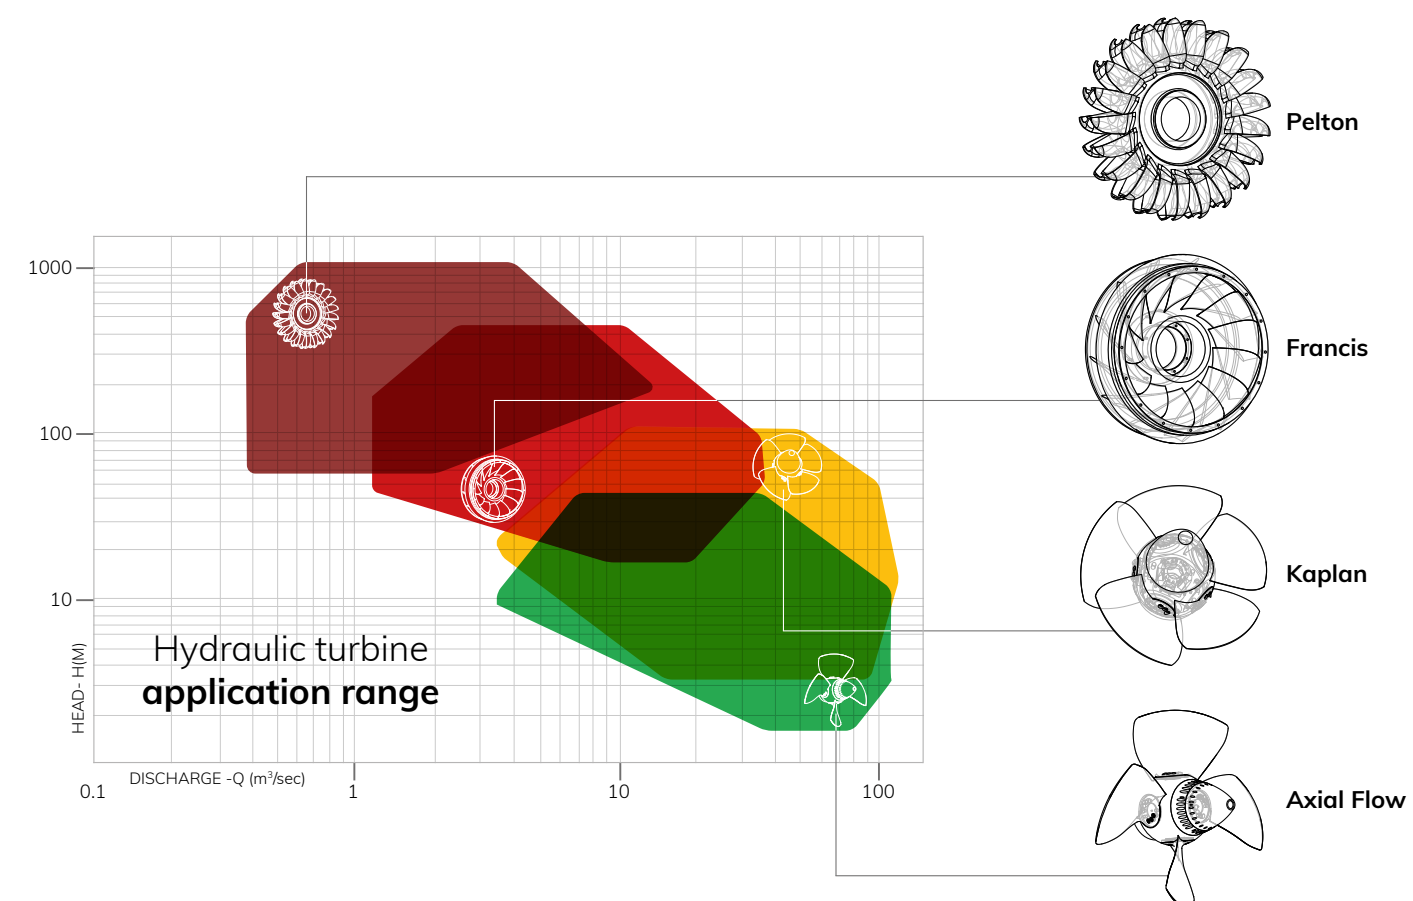 Pelton
1000
Francis
100
Kaplan
10
Hydraulic turbine
application range
HEAD- H(M)
DISCHARGE -Q (m³/sec)
0.1
1
10
100
Axial Flow